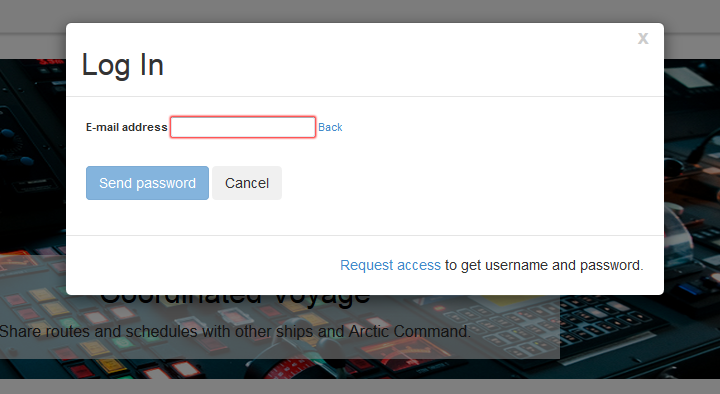 x
Log In
E-mail address Back
Send password Cancel
Request access to get username and password.
Coordinated Voyage
Share routes and schedules with other ships and Arctic Command.